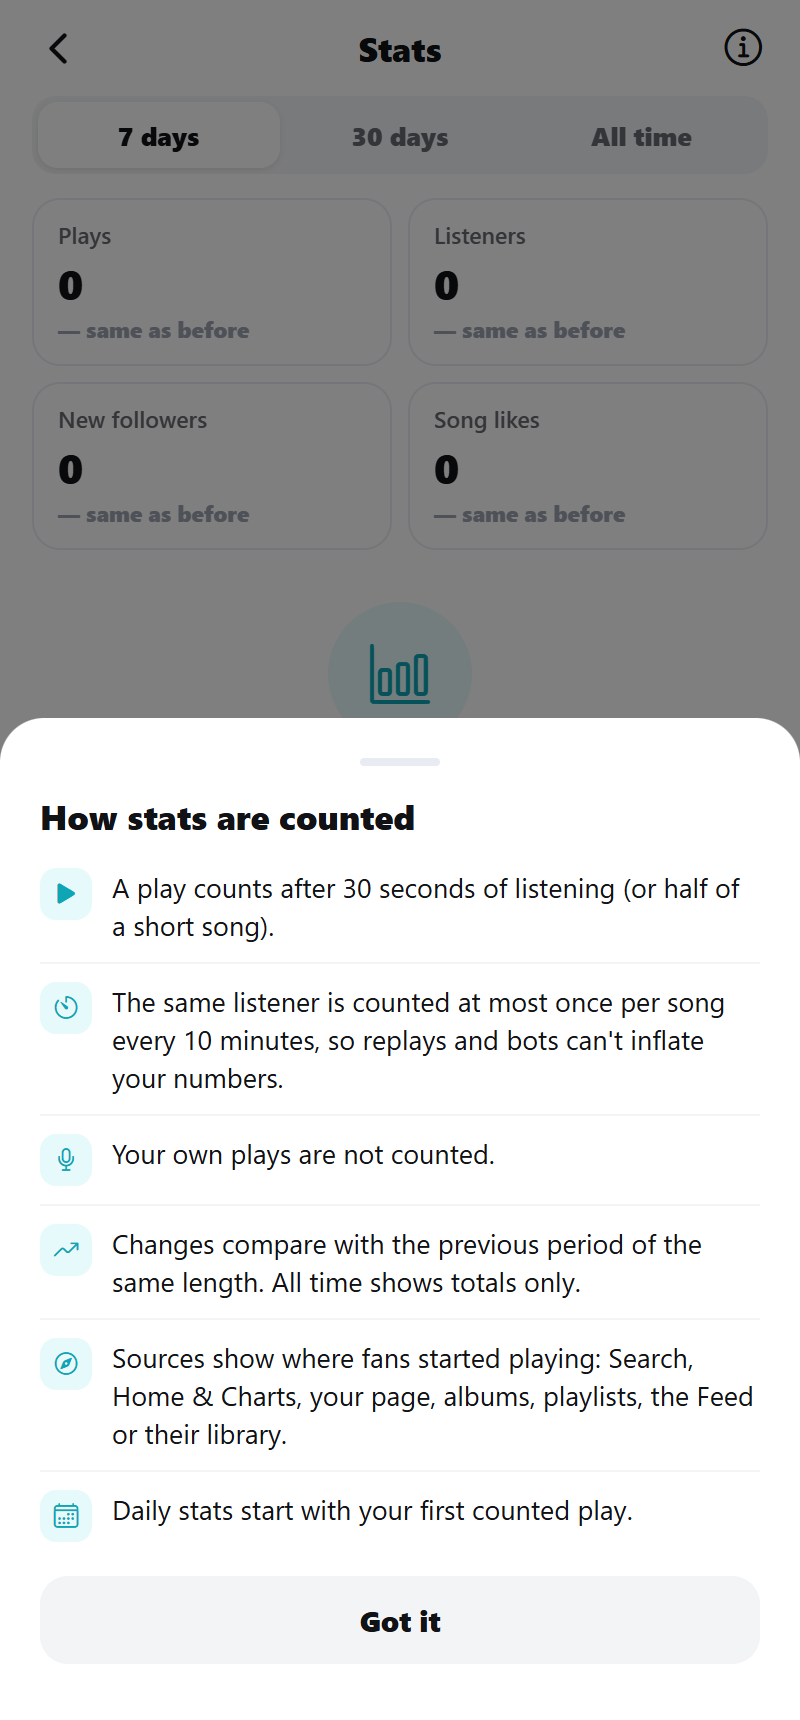 Stats
7 days
30 days
All time
Plays
Listeners
0
0
— same as before
— same as before
New followers
Song likes
0
0
— same as before
— same as before
How stats are counted
A play counts after 30 seconds of listening (or half of
a short song).
The same listener is counted at most once per song
every 10 minutes, so replays and bots can't inflate
your numbers.
Your own plays are not counted.
Changes compare with the previous period of the
same length. All time shows totals only.
Sources show where fans started playing: Search,
Home & Charts, your page, albums, playlists, the Feed
or their library.
Daily stats start with your first counted play.
Got it